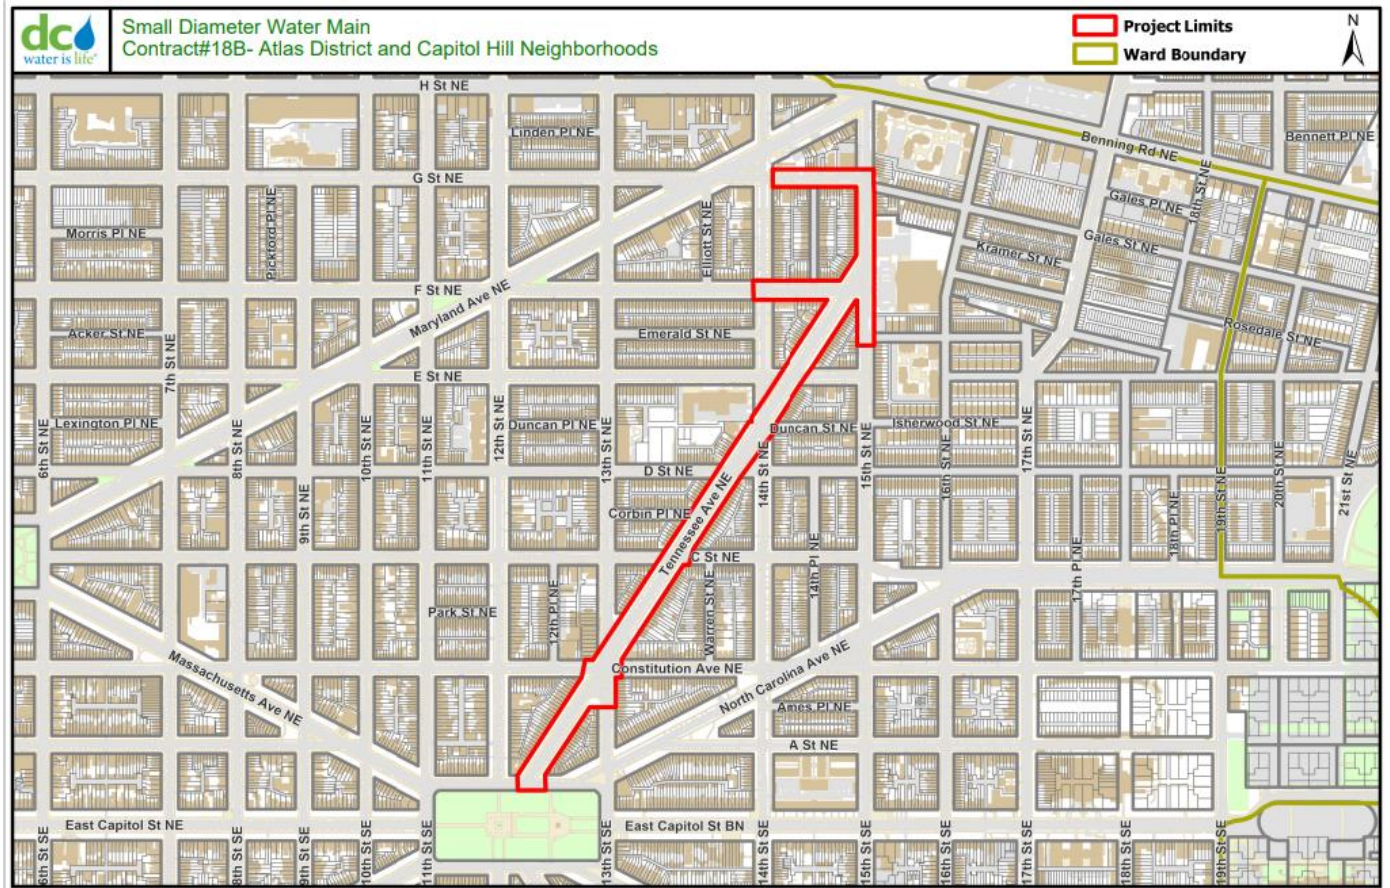 dc
water is life
Small Diameter Water Main
Contract#18B- Atlas District and Capitol Hill Neighborhoods
Project Limits
Ward Boundary
N
H St NE
Linden Pl NE
Benning Rd NE
Bennett Pl NE
G St NE
18th St NE
Gales Pl NE
Pickford Pl NE
Elliott St NE
Morris Pl NE
Gales St NE
Kramer St NE
F St NE
Maryland Ave NE
Acker St NE
Emerald St NE
Rosedale St NE
7th St NE
E St NE
Lexington Pl NE
Duncan Pl NE
Duncan St NE
Isherwood St NE
6th St NE
8th St NE
10th St NE
11th St NE
12th St NE
13th St NE
14th St NE
15th St NE
16th St NE
17th St NE
19th St NE
20th St NE
21st St NE
D St NE
9th St NE
Corbin Pl NE
Tennessee Ave NE
18th Pl NE
C St NE
14th Pl NE
17th Pl NE
12th Pl NE
Warren St NE
Park St NE
Massachusetts Ave NE
Constitution Ave NE
North Carolina Ave NE
Ames Pl NE
A St NE
East Capitol St NE
East Capitol St BN
6th St SE
8th St SE
9th St SE
10th St SE
11th St SE
13th St SE
14th St SE
15th St SE
16th St SE
17th St SE
18th St SE
19th St SE